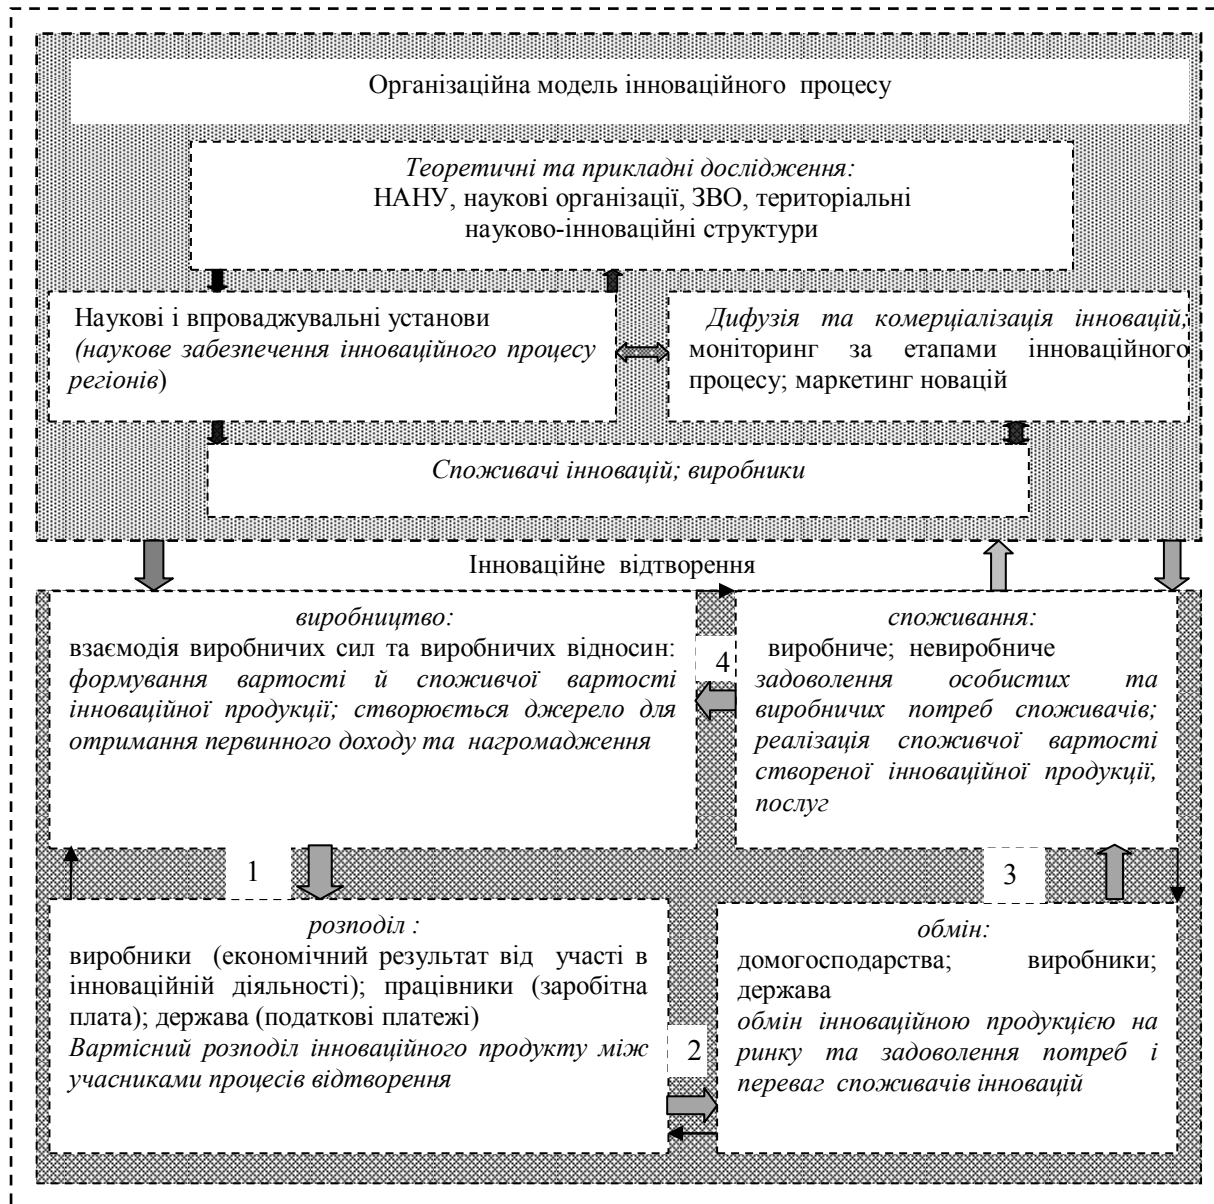 Організаційна модель інноваційного процесу
Теоретичні та прикладні дослідження:
НАНУ, наукові організації, ЗВО, територіальні
науково-інноваційні структури
Наукові і впроваджувальні установи
(наукове забезпечення інноваційного процесу
регіонів)
Дифузія та комерціалізація інновацій;
моніторинг за етапами інноваційного
процесу; маркетинг новацій
Споживачі інновацій; виробники
Інноваційне відтворення
виробництво:
взаємодія виробничих сил та виробничих відносин:
формування вартості й споживчої вартості
інноваційної продукції; створюється джерело для
отримання первинного доходу та нагромадження
4
споживання:
виробниче; невиробниче
задоволення особистих та
виробничих потреб споживачів;
реалізація споживчої вартості
створеної інноваційної продукції,
послуг
1
3
розподіл :
виробники (економічний результат від участі в
інноваційній діяльності); працівники (заробітна
плата); держава (податкові платежі)
Вартісний розподіл інноваційного продукту між
учасниками процесів відтворення
2
обмін:
домогосподарства; виробники;
держава
обмін інноваційною продукцією на
ринку та задоволення потреб і
переваг споживачів інновацій